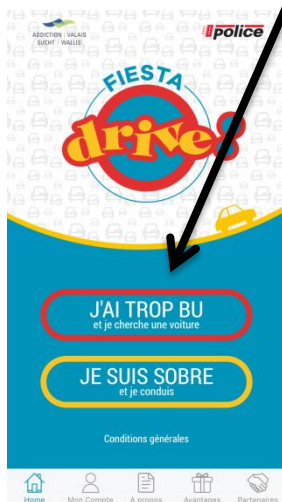 ADDICTION | VALAIS
SUCHT | WALLIS
police
FIESTA
drive
J'AI TROP BU
et je cherche une voiture
JE SUIS SOBRE
et je conduis
Conditions générales
Home
Mon Compte
A propos
Avantages
Partenaires